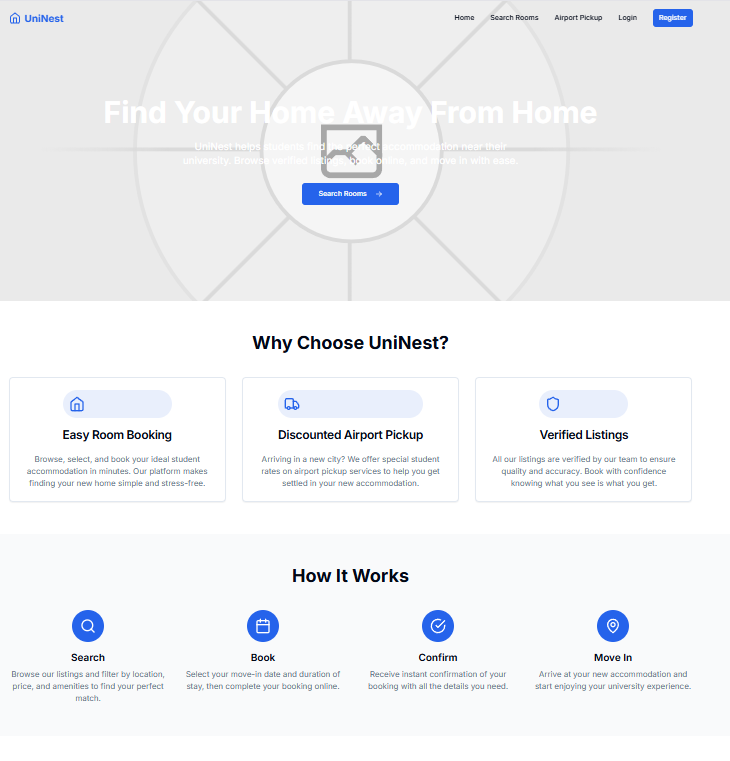 UniNest
Home Search Rooms Airport Pickup Login Register
Find Your Home Away From Home
UniNest helps students find the perfect accommodation near their
university. Browse verified listings, book online, and move in with ease.
Search Rooms →
Why Choose UniNest?
Easy Room Booking
Browse, select, and book your ideal student
accommodation in minutes. Our platform makes
finding your new home simple and stress-free.
Discounted Airport Pickup
Arriving in a new city? We offer special student
rates on airport pickup services to help you get
settled in your new accommodation.
Verified Listings
All our listings are verified by our team to ensure
quality and accuracy. Book with confidence
knowing what you see is what you get.
How It Works
Search
Browse our listings and filter by location,
price, and amenities to find your perfect
match.
Book
Select your move-in date and duration of
stay, then complete your booking online.
Confirm
Receive instant confirmation of your
booking with all the details you need.
Move In
Arrive at your new accommodation and
start enjoying your university experience.